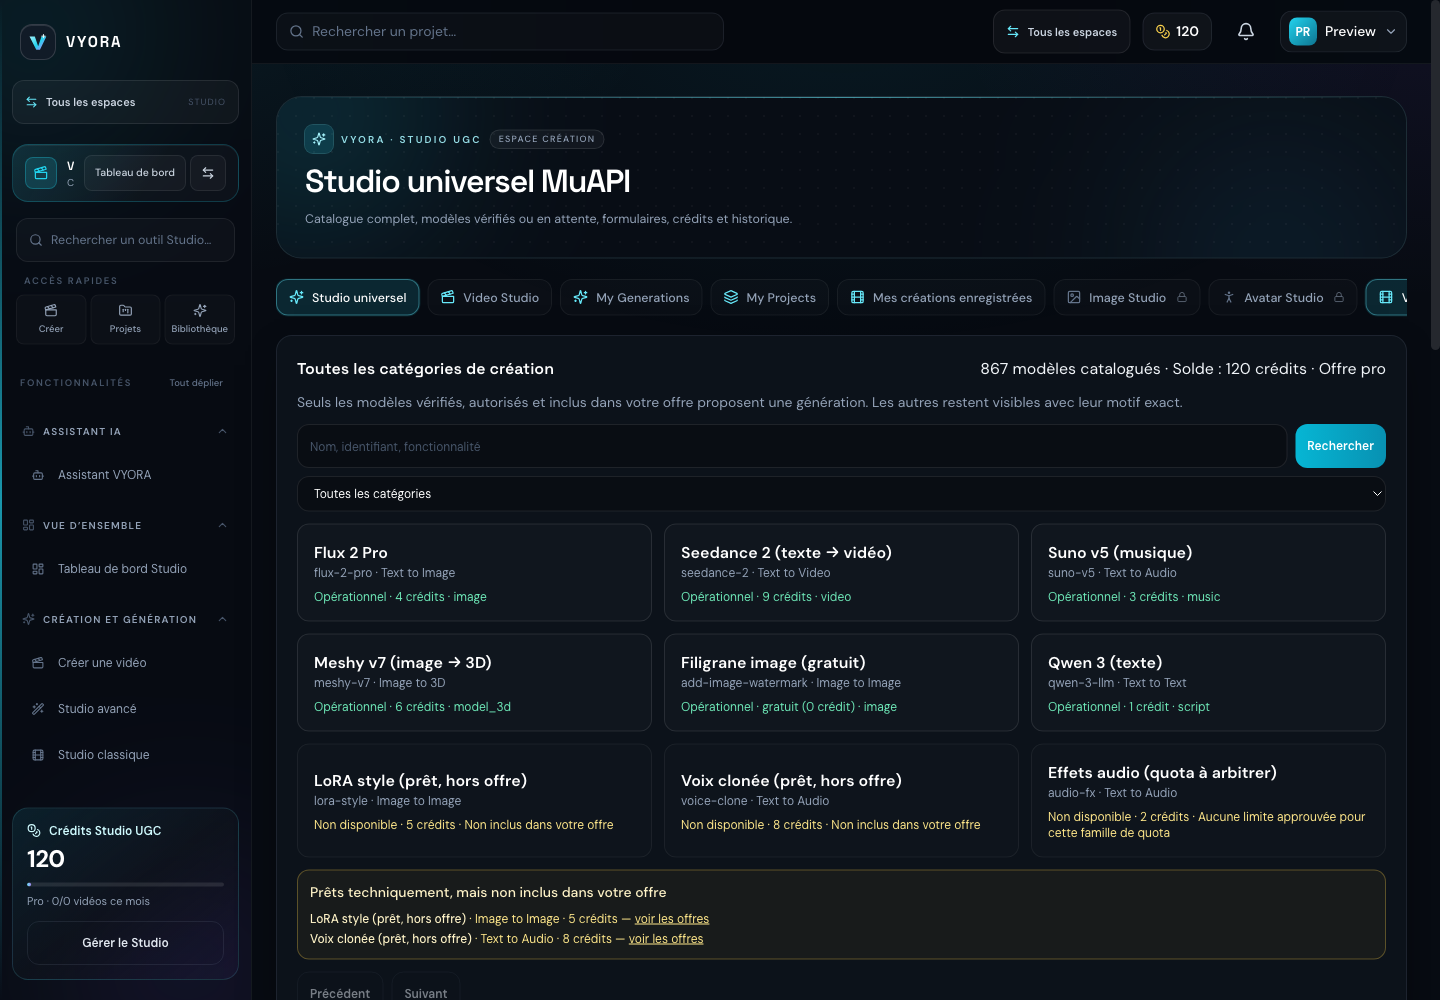 VYORA
Tous les espaces
STUDIO
V
C
Tableau de bord
Rechercher un outil Studio...
ACCÈS RAPIDES
Créer
Projets
Bibliothèque
FONCTIONNALITÉS
Tout déplier
ASSISTANT IA
Assistant VYORA
VUE D'ENSEMBLE
Tableau de bord Studio
CRÉATION ET GÉNÉRATION
Créer une vidéo
Studio avancé
Studio classique
Crédits Studio UGC
120
Pro · 0/0 vidéos ce mois
Gérer le Studio
Rechercher un projet...
Tous les espaces
120
PR
Preview
VYORA · STUDIO UGC
ESPACE CRÉATION
Studio universel MuAPI
Catalogue complet, modèles vérifiés ou en attente, formulaires, crédits et historique.
Studio universel
Video Studio
My Generations
My Projects
Mes créations enregistrées
Image Studio
Avatar Studio
Toutes les catégories de création
867 modèles catalogués · Solde : 120 crédits · Offre pro
Seuls les modèles vérifiés, autorisés et inclus dans votre offre proposent une génération. Les autres restent visibles avec leur motif exact.
Nom, identifiant, fonctionnalité
Rechercher
Toutes les catégories
Flux 2 Pro
flux-2-pro · Text to Image
Opérationnel · 4 crédits · image
Seedance 2 (texte → vidéo)
seedance-2 · Text to Video
Opérationnel · 9 crédits · video
Suno v5 (musique)
suno-v5 · Text to Audio
Opérationnel · 3 crédits · music
Meshy v7 (image → 3D)
meshy-v7 · Image to 3D
Opérationnel · 6 crédits · model_3d
Filigrane image (gratuit)
add-image-watermark · Image to Image
Opérationnel · gratuit (0 crédit) · image
Qwen 3 (texte)
qwen-3-llm · Text to Text
Opérationnel · 1 crédit · script
LoRA style (prêt, hors offre)
lora-style · Image to Image
Non disponible · 5 crédits · Non inclus dans votre offre
Voix clonée (prêt, hors offre)
voice-clone · Text to Audio
Non disponible · 8 crédits · Non inclus dans votre offre
Effets audio (quota à arbitrer)
audio-fx · Text to Audio
Non disponible · 2 crédits · Aucune limite approuvée pour
cette famille de quota
Prêts techniquement, mais non inclus dans votre offre
LoRA style (prêt, hors offre) · Image to Image · 5 crédits — voir les offres
Voix clonée (prêt, hors offre) · Text to Audio · 8 crédits — voir les offres
Précédent
Suivant